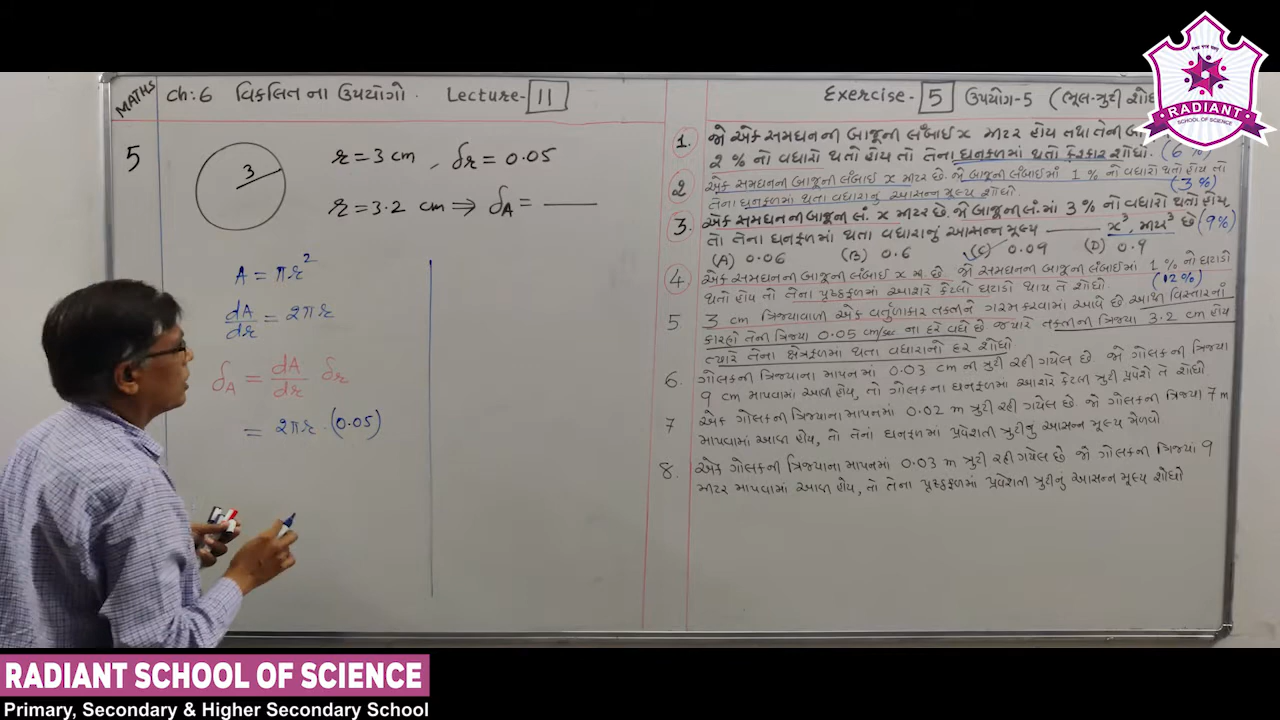 MATHS
Ch: 6 વિકલિત ના ઉપયોગો. Lecture- 11
5
3
r = 3 cm , δr = 0.05
r = 3.2 cm ⇒ δA = ———
A = πr²
dA/dr = 2πr
δA = dA/dr δr
= 2πr · (0.05)
Exercise - 5 ઉપયોગ-5 (ભૂલ-ત્રુટી શોધ
1. જો એક સમઘનની બાજૂની લંબાઈ x મીટર હોય તથા તેની બા
2 % નો વધારો થતો હોય તો તેના ઘનફળમાં થતો ફેરફાર શોધો. (6 %)
2 એક સમઘનની બાજૂની લંબાઈ x મીટર છે. જો બાજૂની લંબાઈમાં 1 % નો વધારો થતો હોય તો
તેના ઘનફળમાં થતા વધારાનું આસન્ન મૂલ્ય શોધો. (3 %)
3. એક સમઘનની બાજૂની લં. x મીટર છે. જો બાજૂની લં. માં 3 % નો વધારો થતો હોય
તો તેના ઘનફળમાં થતા વધારાનું આસન્ન મૂલ્ય ——— x³, મીટર³ છે (9%)
(A) 0.06 (B) 0.6 (C) 0.09 (D) 0.9
4 એક સમઘનની બાજૂની લંબાઈ x મી. છે. જો સમઘનની બાજૂની લંબાઈમાં 1 % નો ઘટાડો
થતો હોય તો તેના પૃષ્ઠફળમાં આશરે કેટલો ઘટાડો થાય તે શોધો. (12%)
5 3 cm ત્રિજ્યાવાળી એક વર્તુળાકાર તક્તીને ગરમ કરવામાં આવે છે આથી વિસ્તારનાં
કારણે તેની ત્રિજ્યા 0.05 cm/sec ના દરે વધે છે જ્યારે તક્તીની ત્રિજ્યા 3.2 cm હોય
ત્યારે તેના ક્ષેત્રફળમાં થતા વધારાનો દર શોધો
6. ગોલકની ત્રિજ્યાના માપનમાં 0.03 cm ની ત્રુટી રહી ગયેલ છે જો ગોલકની ત્રિજ્યા
9 cm માપવામાં આવી હોય, તો ગોલકના ઘનફળમાં આશરે કેટલી ત્રુટી પ્રવેશે તે શોધો
7 એક ગોલકની ત્રિજ્યાના માપનમાં 0.02 m ત્રુટી રહી ગયેલ છે. જો ગોલકની ત્રિજ્યા 7 m
માપવામાં આવી હોય, તો તેનાં ઘનફળમાં પ્રવેશતી ત્રુટીનું આસન્ન મૂલ્ય મેળવો
8. એક ગોલકની ત્રિજ્યાના માપનમાં 0.03 m ત્રુટી રહી ગયેલ છે જો ગોલકની ત્રિજ્યા 9
મીટર માપવામાં આવી હોય, તો તેના પૃષ્ઠફળમાં પ્રવેશતી ત્રુટીનું આસન્ન મૂલ્ય શોધો
RADIANT
SCHOOL OF SCIENCE
RADIANT SCHOOL OF SCIENCE
Primary, Secondary & Higher Secondary School